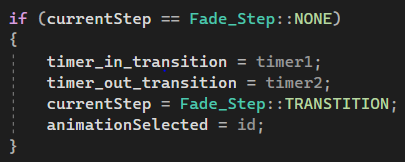 if (currentStep == Fade_Step::NONE)
{
timer_in_transition = timer1;
timer_out_transition = timer2;
currentStep = Fade_Step::TRANSTITION;
animationSelected = id;
}